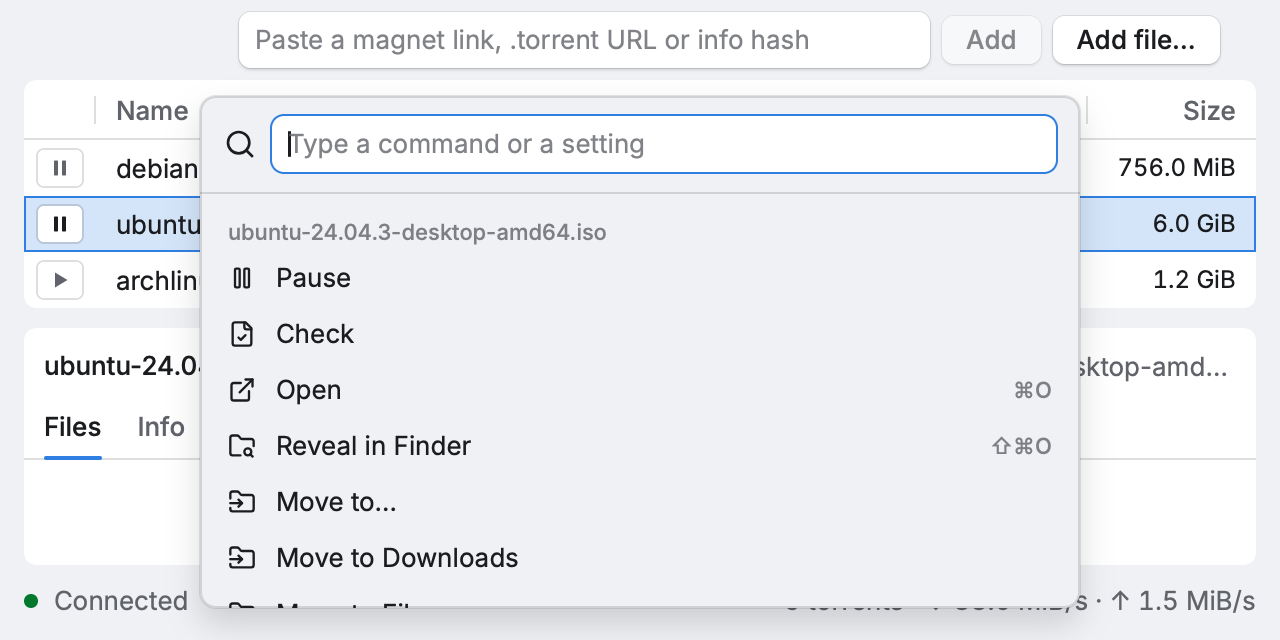 Paste a magnet link, .torrent URL or info hash Add Add file...
Name Size
debian 756.0 MiB
ubuntu 6.0 GiB
archlin 1.2 GiB
Type a command or a setting
ubuntu-24.04.3-desktop-amd64.iso
Pause
Check
Open ⌘O
Reveal in Finder ⇧⌘O
Move to...
Move to Downloads
ubuntu-24.04 sktop-amd...
Files Info
Connected ↑ 1.5 MiB/s